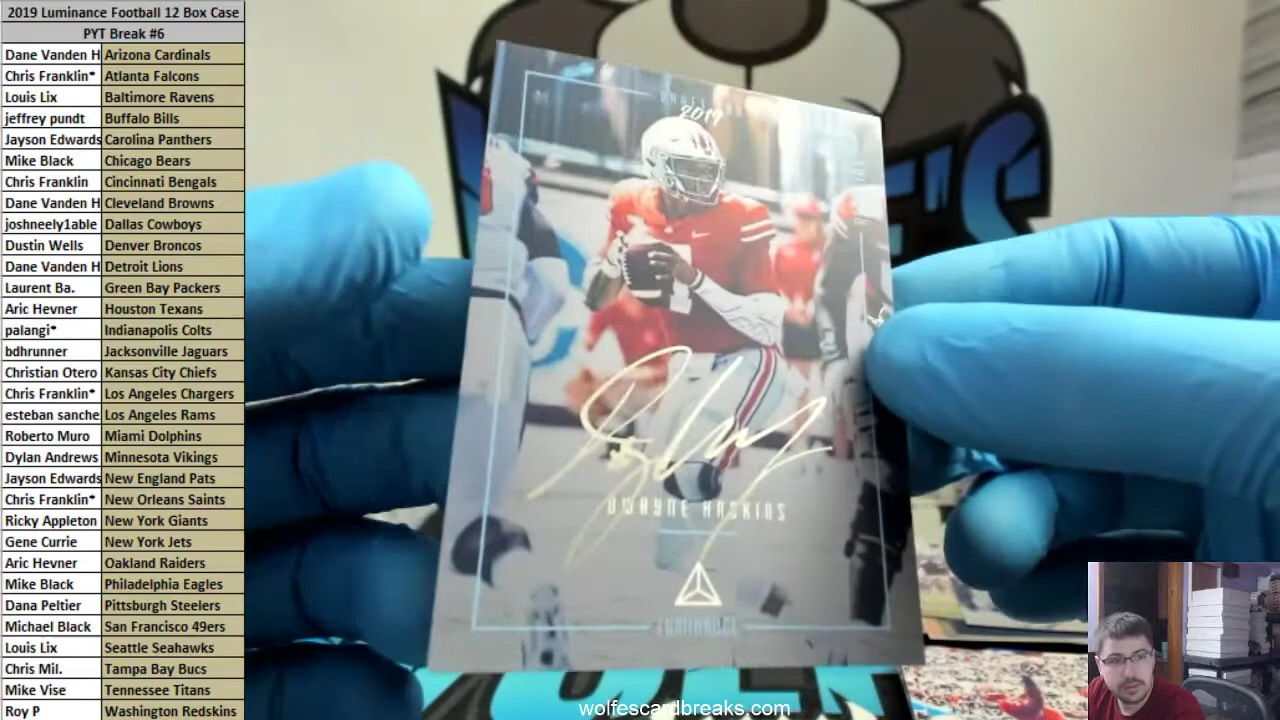 2019 Luminance Football 12 Box Case
PYT Break #6
Dane Vanden H Arizona Cardinals
Chris Franklin* Atlanta Falcons
Louis Lix Baltimore Ravens
jeffrey pundt Buffalo Bills
Jayson Edwards Carolina Panthers
Mike Black Chicago Bears
Chris Franklin Cincinnati Bengals
Dane Vanden H Cleveland Browns
joshneely1able Dallas Cowboys
Dustin Wells Denver Broncos
Dane Vanden H Detroit Lions
Laurent Ba. Green Bay Packers
Aric Hevner Houston Texans
palangi* Indianapolis Colts
bdhrunner Jacksonville Jaguars
Christian Otero Kansas City Chiefs
Chris Franklin* Los Angeles Chargers
esteban sanche Los Angeles Rams
Roberto Muro Miami Dolphins
Dylan Andrews Minnesota Vikings
Jayson Edwards New England Pats
Chris Franklin* New Orleans Saints
Ricky Appleton New York Giants
Gene Currie New York Jets
Aric Hevner Oakland Raiders
Mike Black Philadelphia Eagles
Dana Peltier Pittsburgh Steelers
Michael Black San Francisco 49ers
Louis Lix Seattle Seahawks
Chris Mil. Tampa Bay Bucs
Mike Vise Tennessee Titans
Roy P Washington Redskins
2019
DWAYNE HASKINS
LUMINANCE
wolfescardbreaks.com